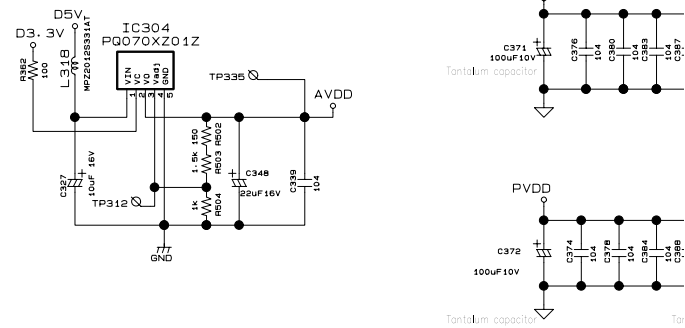 D5V
D3.3V
IC304
PQ070XZ01Z
R362
100
L318
MPZ2012S331AT
VIN
VC
VO
Vadj
GND
1
2
3
4
5
TP335
AVDD
C327
10uF 16V
TP312
150
R502
1.5k
R503
1k
R504
C348
22uF16V
C339
104
GND
C371
100uF10V
Tantalum capacitor
C376
104
C380
104
C383
104
C387
PVDD
C372
100uF10V
Tantalum capacitor
C374
104
C378
104
C384
104
C388
Tan